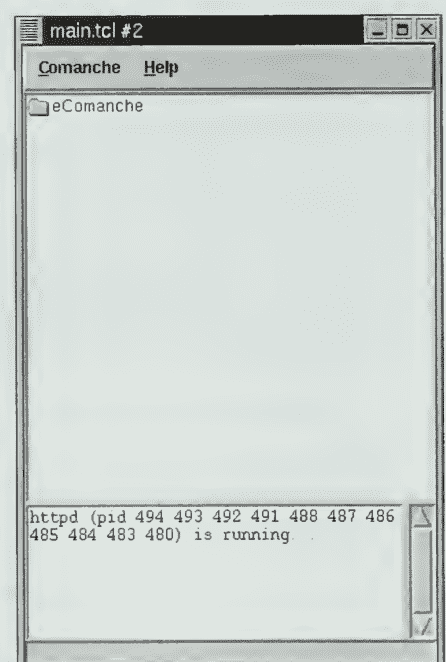 main.tcl #2
Comanche Help
eComanche
httpd (pid 494 493 492 491 488 487 486
485 484 483 480) is running